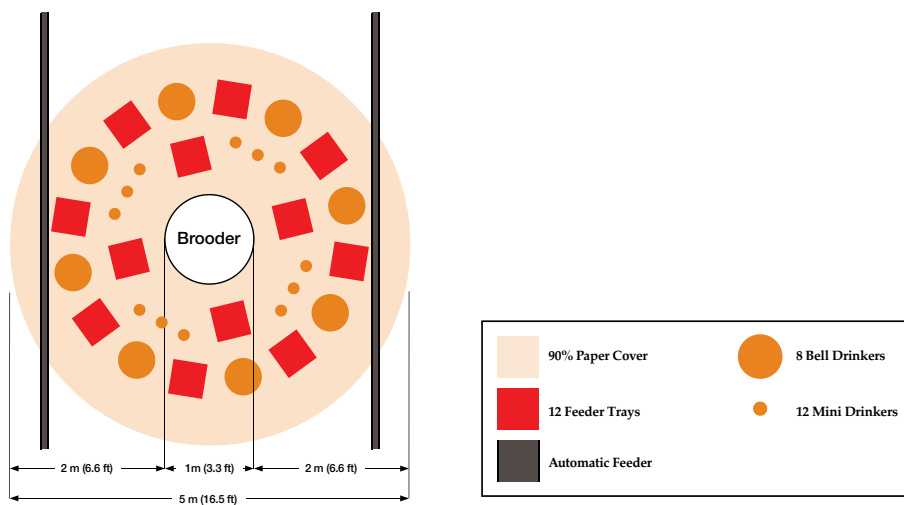 Brooder
2 m (6.6 ft)
1m (3.3 ft)
2 m (6.6 ft)
5 m (16.5 ft)
90% Paper Cover
8 Bell Drinkers
12 Feeder Trays
12 Mini Drinkers
Automatic Feeder